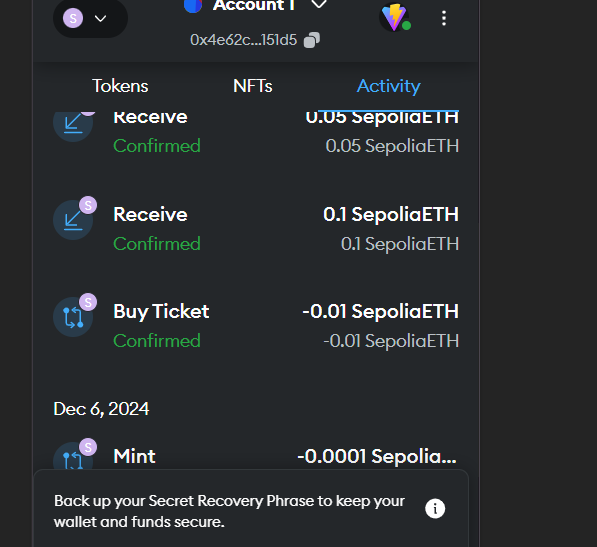 S
Account 1
0x4e62c...151d5
Tokens NFTs Activity
S
Receive 0.05 SepoliaETH
Confirmed 0.05 SepoliaETH
S
Receive 0.1 SepoliaETH
Confirmed 0.1 SepoliaETH
S
Buy Ticket -0.01 SepoliaETH
Confirmed -0.01 SepoliaETH
Dec 6, 2024
S
Mint -0.0001 Sepolia...
Back up your Secret Recovery Phrase to keep your
wallet and funds secure.